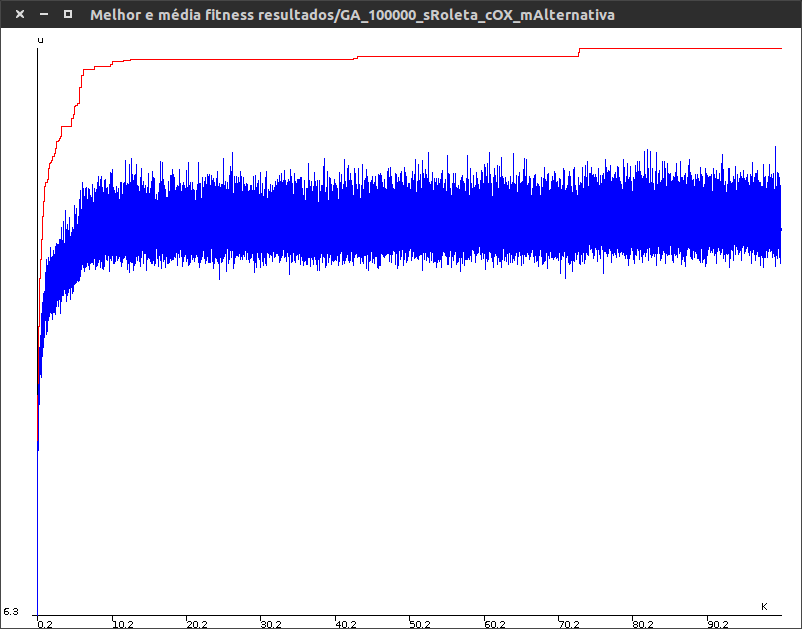 Melhor e média fitness resultados/GA_100000_sRoleta_cOX_mAlternativa
u
K
6.3
0.2 10.2 20.2 30.2 40.2 50.2 60.2 70.2 80.2 90.2